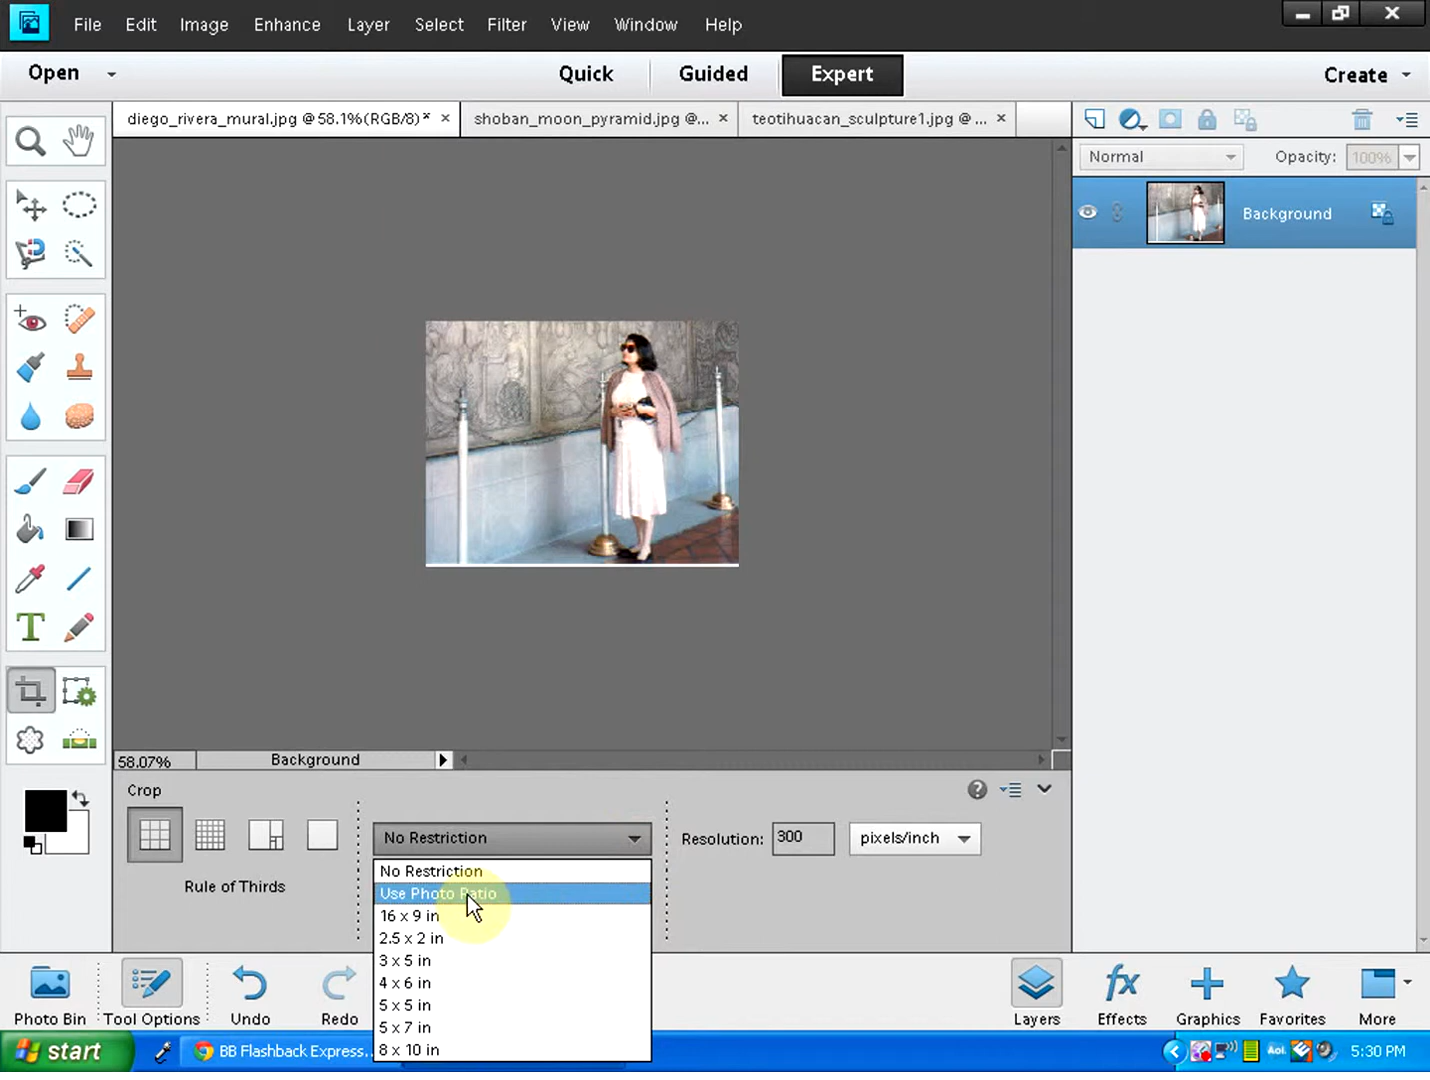 File Edit Image Enhance Layer Select Filter View Window Help
Open Quick Guided Expert Create
diego_rivera_mural.jpg @ 58.1%(RGB/8)* × shoban_moon_pyramid.jpg @... × teotihuacan_sculpture1.jpg @ ... ×
Normal Opacity: 100%
Background
58.07% Background
Crop
No Restriction Resolution: 300 pixels/inch
Rule of Thirds
No Restriction
Use Photo Ratio
16 x 9 in
2.5 x 2 in
3 x 5 in
4 x 6 in
5 x 5 in
5 x 7 in
8 x 10 in
Photo Bin Tool Options Undo Redo Layers Effects Graphics Favorites More
start BB Flashback Express... Aol. 5:30 PM